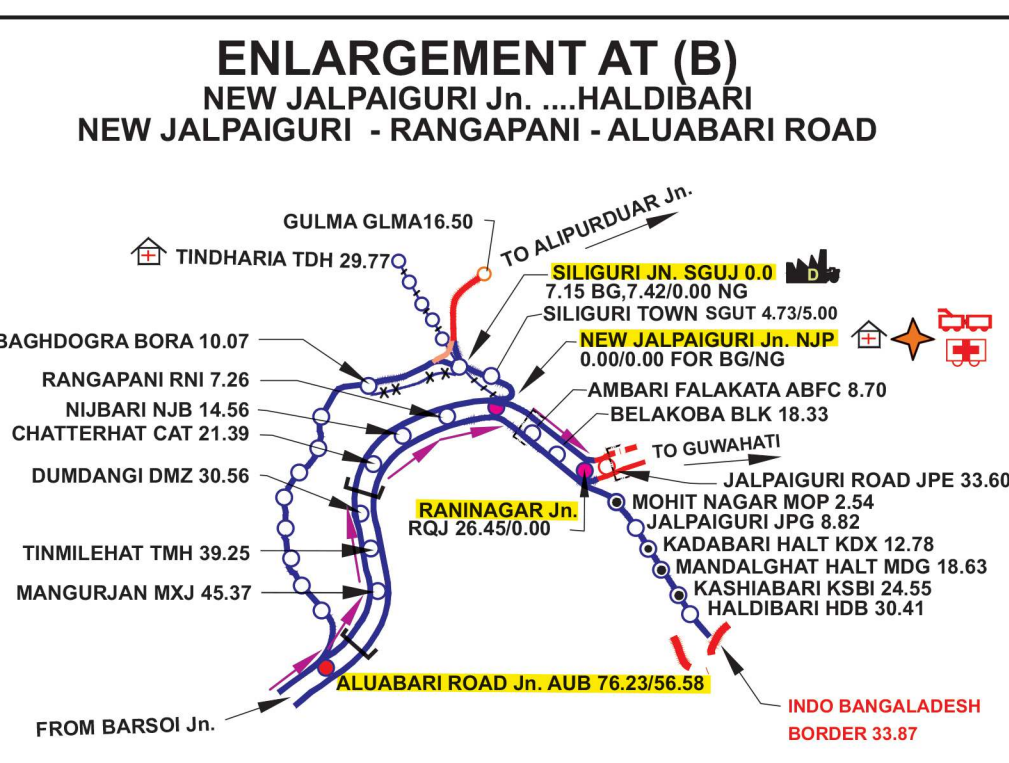 ENLARGEMENT AT (B)
NEW JALPAIGURI Jn. ....HALDIBARI
NEW JALPAIGURI - RANGAPANI - ALUABARI ROAD
GULMA GLMA16.50
TO ALIPURDUAR Jn.
TINDHARIA TDH 29.77
SILIGURI JN. SGUJ 0.0
7.15 BG,7.42/0.00 NG
D
SILIGURI TOWN SGUT 4.73/5.00
BAGHDOGRA BORA 10.07
NEW JALPAIGURI Jn. NJP
0.00/0.00 FOR BG/NG
RANGAPANI RNI 7.26
AMBARI FALAKATA ABFC 8.70
NIJBARI NJB 14.56
BELAKOBA BLK 18.33
CHATTERHAT CAT 21.39
TO GUWAHATI
DUMDANGI DMZ 30.56
JALPAIGURI ROAD JPE 33.60
RANINAGAR Jn.
RQJ 26.45/0.00
MOHIT NAGAR MOP 2.54
JALPAIGURI JPG 8.82
TINMILEHAT TMH 39.25
KADABARI HALT KDX 12.78
MANDALGHAT HALT MDG 18.63
MANGURJAN MXJ 45.37
KASHIABARI KSBI 24.55
HALDIBARI HDB 30.41
ALUABARI ROAD Jn. AUB 76.23/56.58
FROM BARSOI Jn.
INDO BANGALADESH
BORDER 33.87